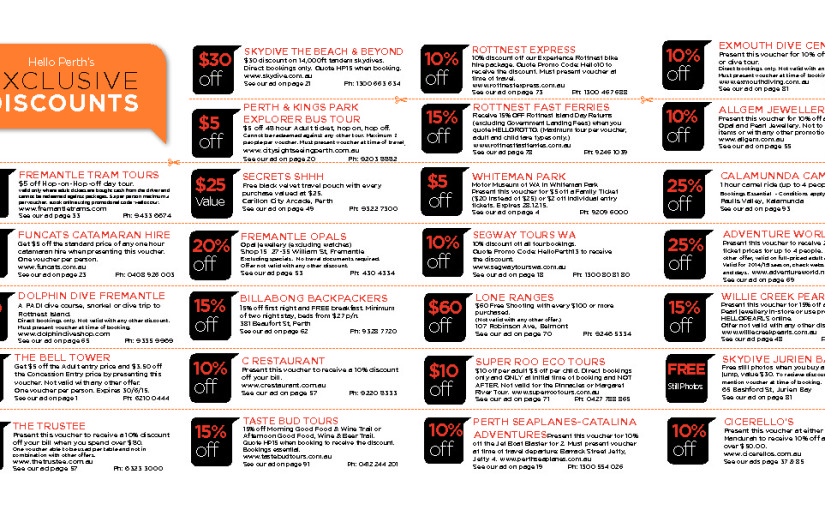 Hello Perth's
XCLUSIVE
DISCOUNTS
$30
off
SKYDIVE THE BEACH & BEYOND
$30 discount on 14,000ft tandem skydives.
Direct bookings only. Quote HP15 when booking.
www.skydive.com.au
See our ad on page 21 Ph: 1300 663 634
10%
off
ROTTNEST EXPRESS
10% discount off our Experience Rottnest bike
hire package. Quote Promo Code: Hello10 to
receive the discount. Must present voucher at
time of travel.
www.rottnestexpress.com.au
See our ad on page 73 Ph: 1300 467 688
10%
off
EXMOUTH DIVE CEN
Present this voucher for 10% of
or dive tour.
Direct bookings only. Not valid with an
Must present voucher at time of bookin
www.exmouthdiving.com.au
See our ad on page 81
$5
off
PERTH & KINGS PARK
EXPLORER BUS TOUR
$5 off 48 hour Adult ticket, hop on, hop off.
Cannot be redeemed against any other tour. Maximum 2
people per voucher. Must present voucher at time of travel
www.citysightseeingperth.com.au
See our ad on page 20 Ph: 9203 8882
15%
off
ROTTNEST FAST FERRIES
Receive 15% OFF Rottnest Island Day Returns
(excluding Government Landing Fees) when you
quote HELLOROTTO. (Maximum tour per voucher,
adult and child fare types only.)
www.rottnestfastferries.com.au
See our ad on page 78 Ph: 9246 1039
10%
off
ALLGEM JEWELLER
Present this voucher for 10% off a
Opal and Pearl Jewellery. Not to
items or with any other promotio
www.allgem.com.au
See our ad on page 55
FREMANTLE TRAM TOURS
$5 off Hop-on-Hop-off day tour.
See our ad page 33 Ph: 9433 6674
www.fremantletrams.com
$25
Value
SECRETS SHHH
Free black velvet travel pouch with every
purchase valued at $25.
Carillon City Arcade, Perth
See our ad on page 49 Ph: 9322 7300
$5
off
WHITEMAN PARK
Motor Museum of WA in Whiteman Park
Present this voucher for $5 off a Family Ticket
($20 instead of $25) or $2 off individual entry
tickets. Expires 28.12.15.
See our ad on page 4 Ph: 9209 6000
25%
off
CALAMUNNDA CAM
1 hour camel ride (up to 4 peop
Bookings Essential - Conditions apply
Paulls Valley, Kalamunda
See our ad on page 93
FUNCATS CATAMARAN HIRE
Get $5 off the standard price of any one hour
catamaran hire when presenting this voucher.
One voucher per person.
www.funcats.com.au
See our ad on page 23 Ph: 0408 926 003
20%
off
FREMANTLE OPALS
Opal jewellery (excluding watches)
Shop 15 27-35 William St, Fremantle
Excluding specials. No travel documents required.
Offer not valid with any other discount.
See our ad on page 53 Ph: 430 4334
10%
off
SEGWAY TOURS WA
10% discount off all tour bookings.
Quote Promo Code: HelloPerth15 to receive
the discount.
www.segwaytourswa.com.au
See our ad on page 18 Ph: 1300 80 81 80
25%
off
ADVENTURE WORL
Present this voucher to receive 2
ticket prices for up to 4 people.
other offer, valid on full-priced adult
Valid for 2014/15 season, check webs
and days. www.adventureworld.n
See our ad on page 69
DOLPHIN DIVE FREMANTLE
A PADI dive course, snorkel or dive trip to
Rottnest Island.
Direct bookings only. Not valid with any other discount.
Must present voucher at time of booking.
www.dolphindiveshop.com
See our ad on page 65 Ph: 9335 9969
15%
off
BILLABONG BACKPACKERS
15% off first night and FREE breakfast. Minimum
of two night stay, beds from $27 p/n.
381 Beaufort St, Perth
See our ad on page 62 Ph: 9328 7720
$60
off
LONE RANGES
$60 Free Shooting with every $100 or more
purchased.
(Not valid with any other offer.)
107 Robinson Ave, Belmont
See our ad on page 70 Ph: 9246 5334
15%
off
WILLIE CREEK PEAR
Present this voucher for 15% off a
Pearl jewellery in-store or use pro
HELLOPEARLS online.
Offer not valid with any other dis
www.williecreekpearls.com.au
See our ad on page 48
THE BELL TOWER
Get $5 off the Adult entry price and $3.50 off
the Concession Entry price by presenting this
voucher. Not valid with any other offer.
One voucher per person. Expires 30/6/15.
See our ad on page 1 Ph: 6210 0444
10%
off
C RESTAURANT
Present this voucher to receive a 10% discount
off your bill.
www.crestaurant.com.au
See our ad on page 57 Ph: 9220 8333
$10
off
SUPER ROO ECO TOURS
$10 off per adult $5 off per child. Direct bookings
only and ONLY at initial time of booking and NOT
AFTER. Not valid for the Pinnacles or Margaret
River Tour. www.superrootours.com.au
See our ad on page 71 Ph: 0427 788 865
FREE
Still Photos
SKYDIVE JURIEN BA
Free still photos when you buy a
jump, value $30. To redeem discoun
mention voucher at time of booking.
65 Bashford St, Jurien Bay
See our ad on page 81
THE TRUSTEE
Present this voucher to receive a 10% discount
off your bill when you spend over $80.
One voucher able to be used per table and not in
combination with other offers.
www.thetrustee.com.au
See our ad on page 57 Ph: 6323 3000
15%
off
TASTE BUD TOURS
15% off Morning Good Food & Wine Trail or
Afternoon Good Food, Wine & Beer Trail.
Quote HP15 when booking to receive the discount.
Bookings essential.
www.tastebudtours.com.au
See our ad on page 91 Ph: 0412 244 201
10%
off
PERTH SEAPLANES-CATALINA
ADVENTURES Present this voucher for 10%
off the Jet Boat Blaster for 2. Must present voucher
at time of travel departure: Barrack Street Jetty,
Jetty 4. www.perthseaplanes.com
See our ad on page 19 Ph: 1300 554 026
10%
off
CICERELLO'S
Present this voucher at either
Mandurah to receive 10% off a
over $50.00.
www.cicerellos.com.au
See our ads on page 37 & 85